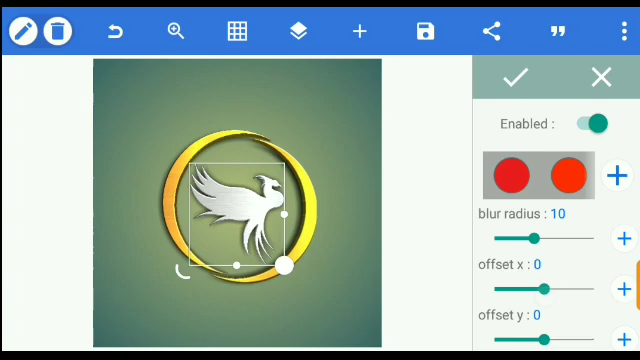 Enabled :
blur radius : 10
offset x : 0
offset y : 0